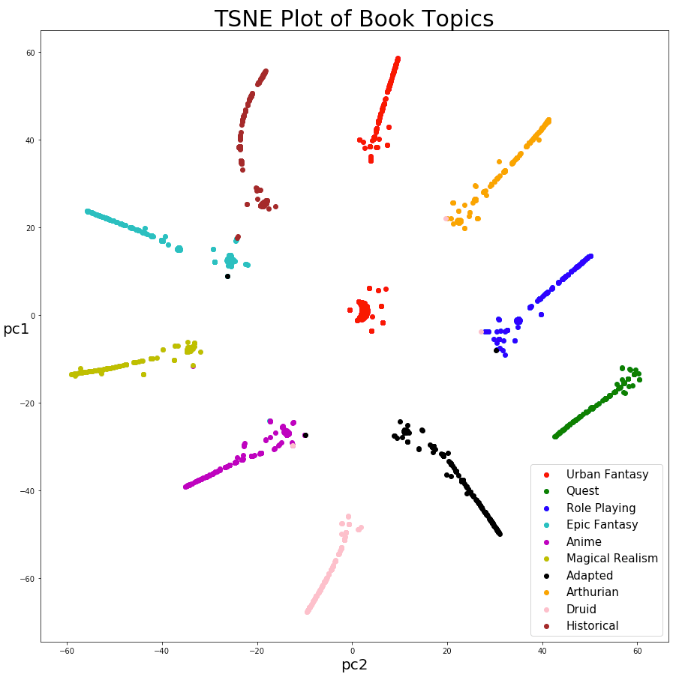 TSNE Plot of Book Topics
60
40
20
0
−20
−40
−60
pc1
−60
−40
−20
0
20
40
60
pc2
Urban Fantasy
Quest
Role Playing
Epic Fantasy
Anime
Magical Realism
Adapted
Arthurian
Druid
Historical